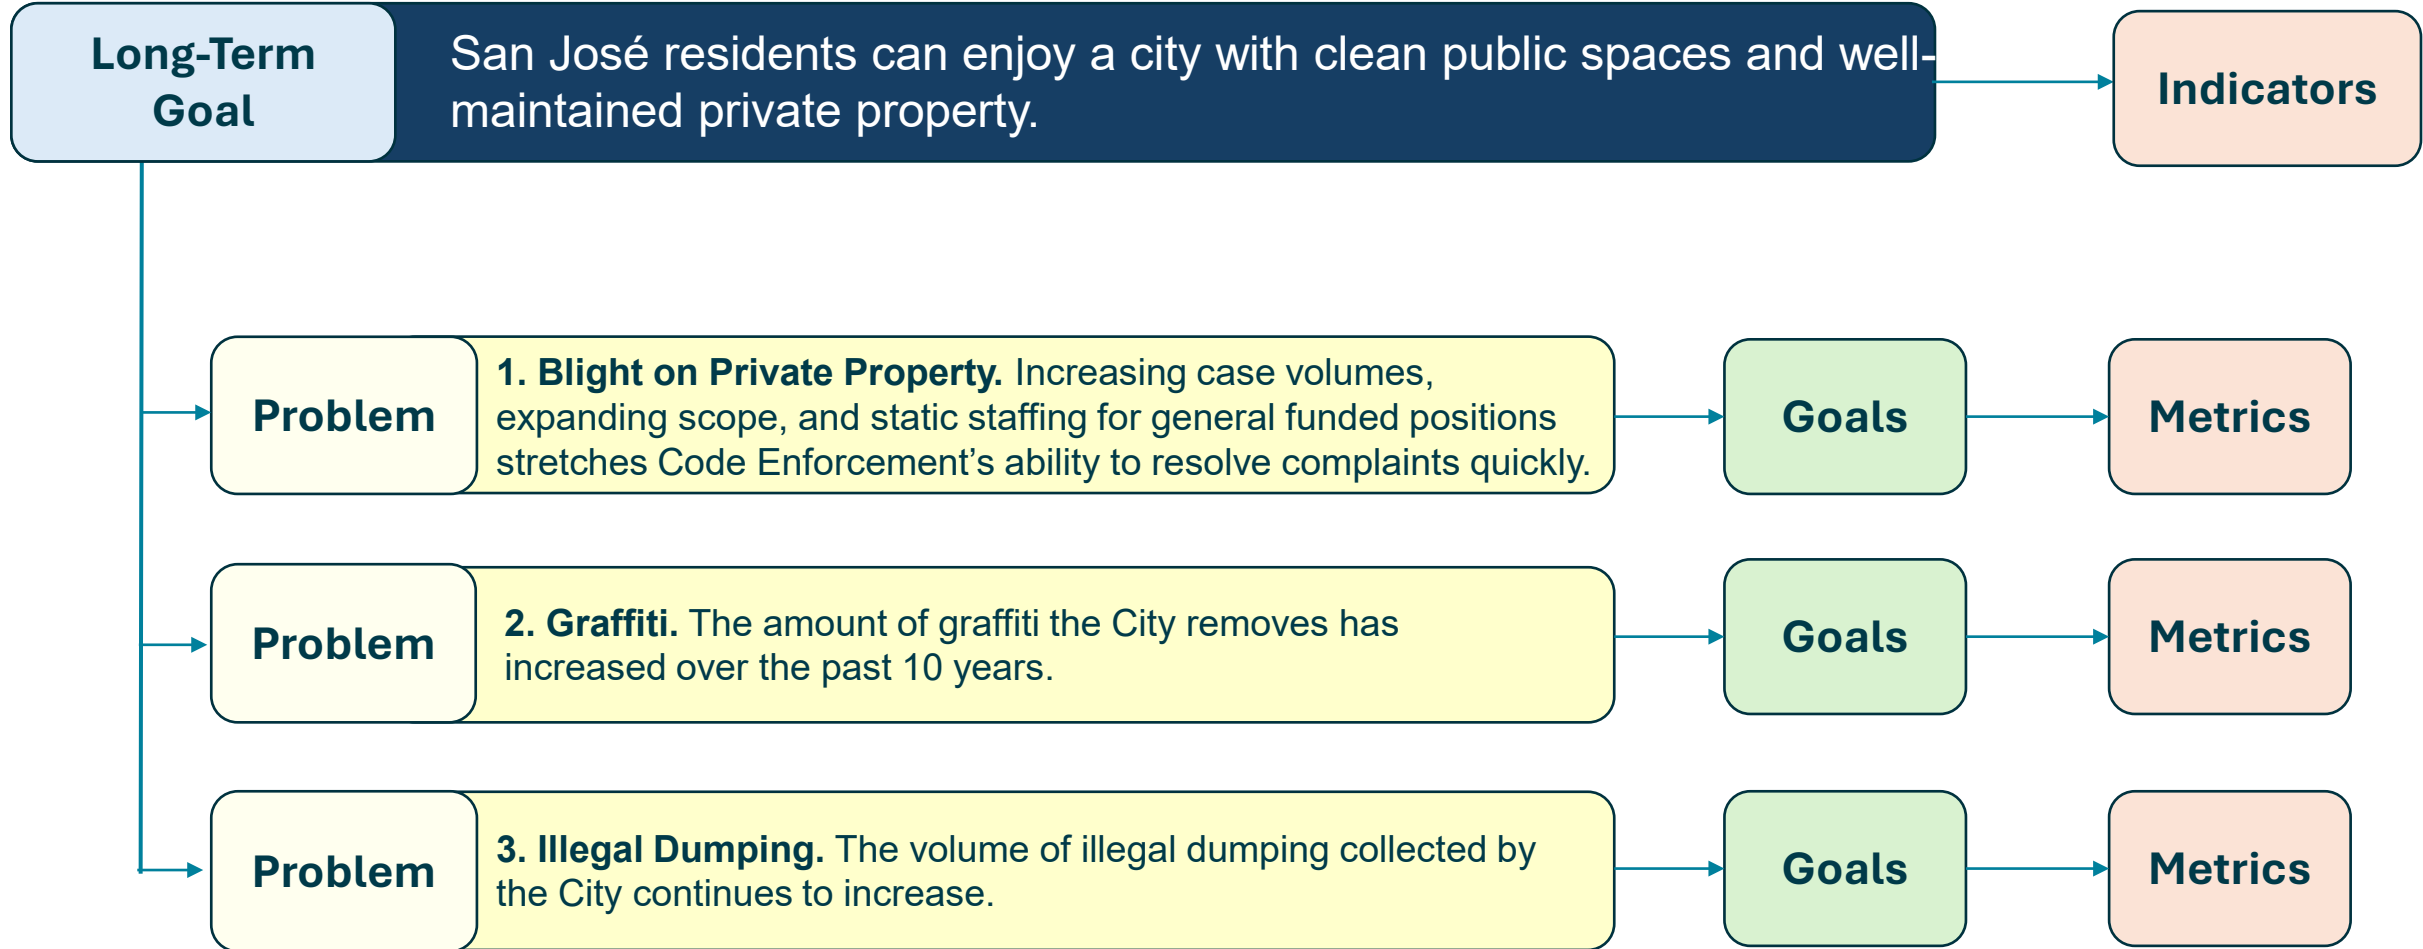 Long-Term
Goal
San José residents can enjoy a city with clean public spaces and well-
maintained private property.
Indicators
Problem
1. Blight on Private Property. Increasing case volumes,
expanding scope, and static staffing for general funded positions
stretches Code Enforcement’s ability to resolve complaints quickly.
Goals
Metrics
Problem
2. Graffiti. The amount of graffiti the City removes has
increased over the past 10 years.
Goals
Metrics
Problem
3. Illegal Dumping. The volume of illegal dumping collected by
the City continues to increase.
Goals
Metrics